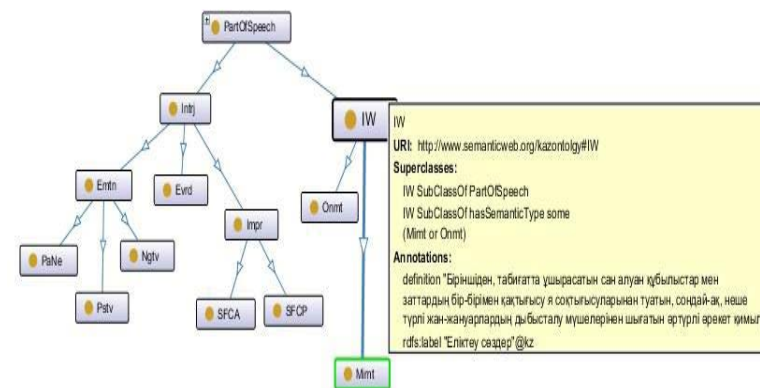 PartOfSpeech
Intrj
IW
Emtn
Evrd
Onmt
Impr
PaNe
Ngtv
Pstv
SFCA
SFCP
Mimt
IW
URI: http://www.semanticweb.org/kazontolgy#IW
Superclasses:
IW SubClassOf PartOfSpeech
IW SubClassOf hasSemanticType some
(Mimt or Onmt)
Annotations:
definition "Біріншіден, табиғатта ұшырасатын сан алуан құбылыстар мен
заттардың бір-бірімен қақтығысу я соқтығысуларынан туатын, сондай-ақ, неше
түрлі жан-жануарлардың дыбысталу мүшелерінен шығатын әртүрлі әрекет қимыл
rdfs:label "Еліктеу сөздер"@kz